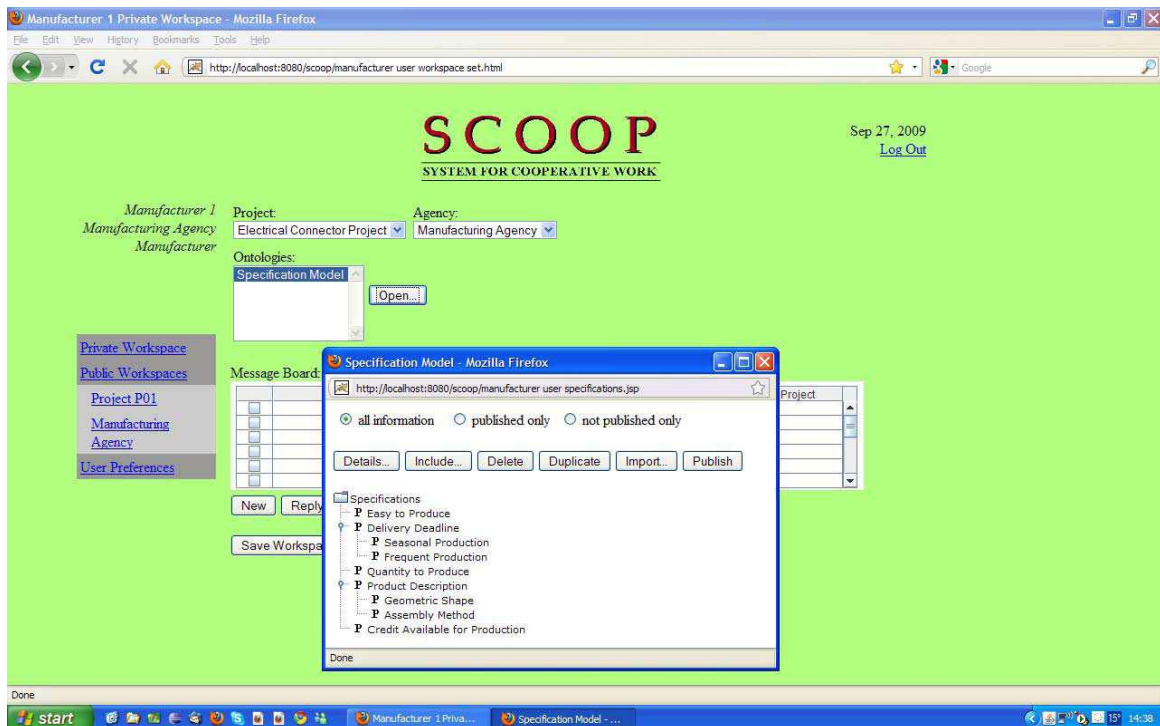 Manufacturer 1 Private Workspace - Mozilla Firefox
File Edit View History Bookmarks Tools Help
http://localhost:8080/scoop/manufacturer user workspace set.html
Google
SCOOP
SYSTEM FOR COOPERATIVE WORK
Sep 27, 2009
Log Out
Manufacturer 1
Manufacturing Agency
Manufacturer
Project:
Agency:
Electrical Connector Project
Manufacturing Agency
Ontologies:
Specification Model
Open...
Private Workspace
Public Workspaces
Project P01
Manufacturing
Agency
User Preferences
Message Board:
Project
New
Reply
Save Workspa
Specification Model - Mozilla Firefox
http://localhost:8080/scoop/manufacturer user specifications.jsp
all information published only not published only
Details... Include... Delete Duplicate Import... Publish
Specifications
P Easy to Produce
P Delivery Deadline
P Seasonal Production
P Frequent Production
P Quantity to Produce
P Product Description
P Geometric Shape
P Assembly Method
P Credit Available for Production
Done
Done
start
Manufacturer 1 Priva...
Specification Model - ...
15°
14:38